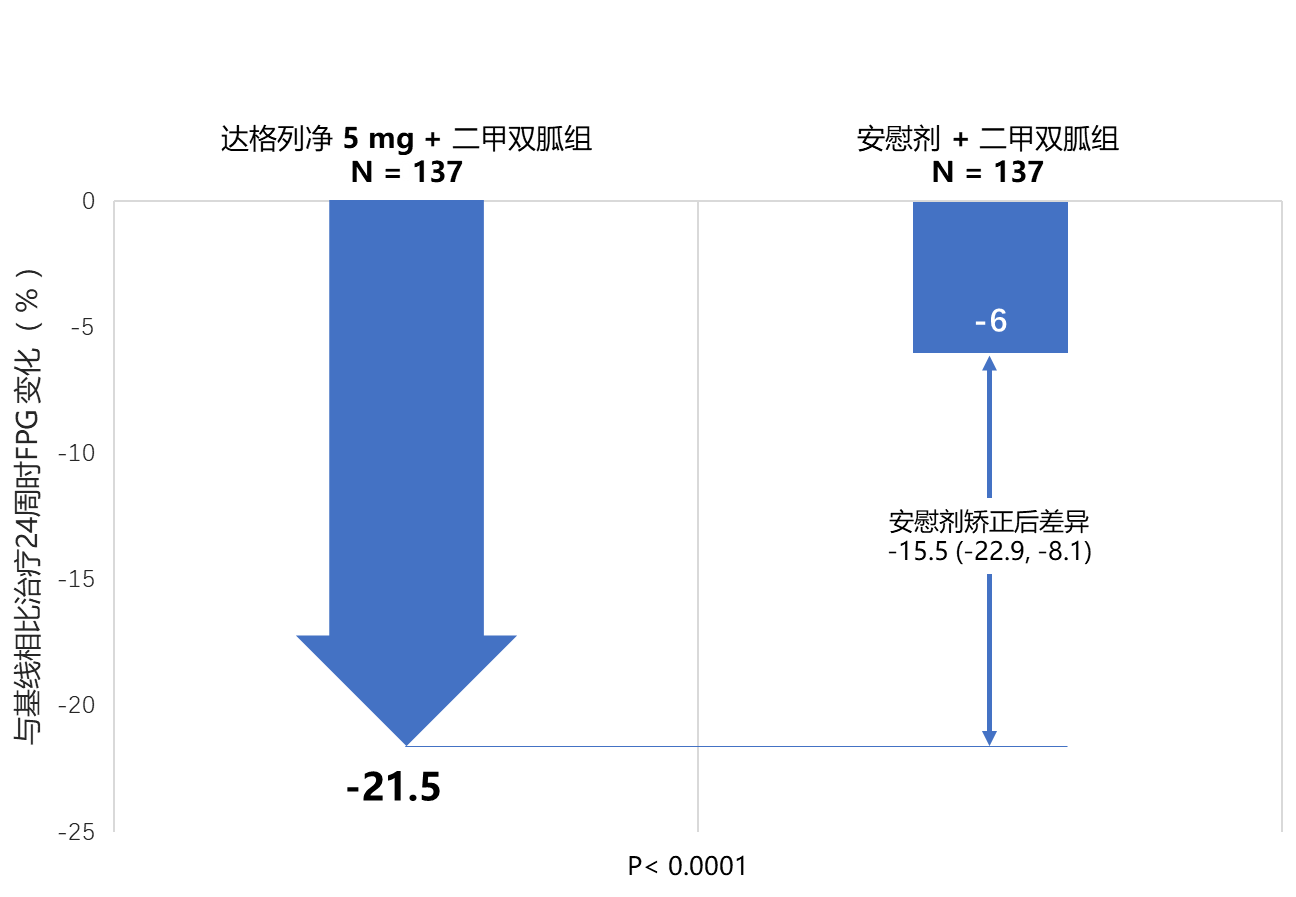 达格列净 5 mg + 二甲双胍组
N = 137
安慰剂 + 二甲双胍组
N = 137
与基线相比治疗24周时FPG 变化（%）
0
-5
-10
-15
-20
-25
-6
安慰剂矫正后差异
-15.5 (-22.9, -8.1)
-21.5
P< 0.0001